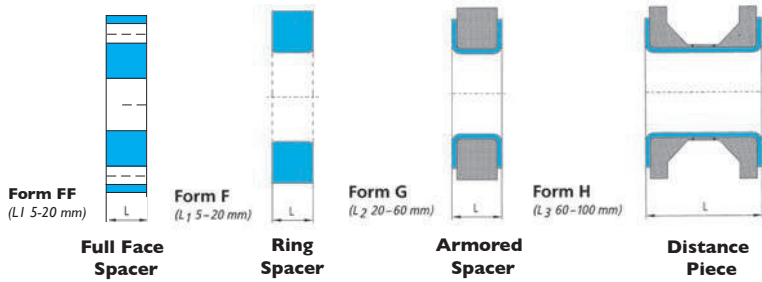 Form FF
(L1 5-20 mm)
L
Full Face
Spacer
Form F
(L1 5–20 mm)
L
Ring
Spacer
Form G
(L2 20–60 mm)
L
Armored
Spacer
Form H
(L3 60–100 mm)
L
Distance
Piece